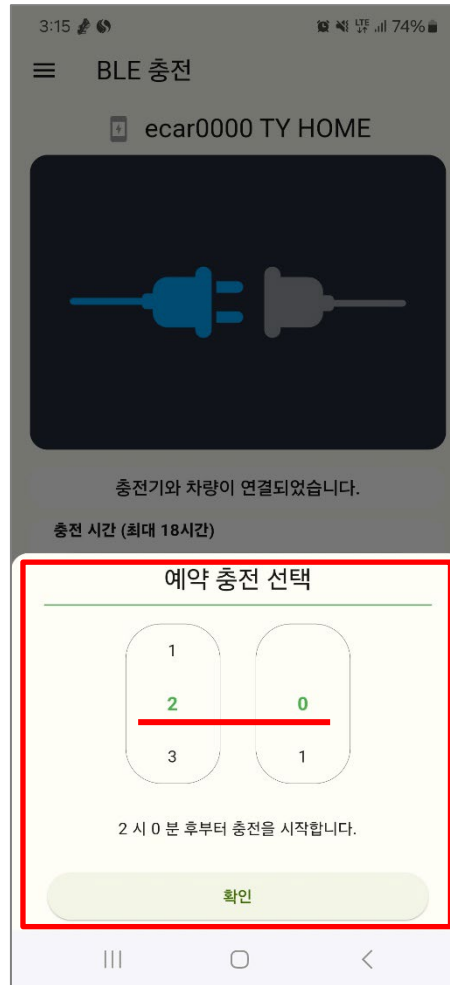 3:15 LTE 74%
BLE 충전
ecar0000 TY HOME
충전기와 차량이 연결되었습니다.
충전 시간 (최대 18시간)
예약 충전 선택
1
2 0
3 1
2 시 0 분 후부터 충전을 시작합니다.
확인